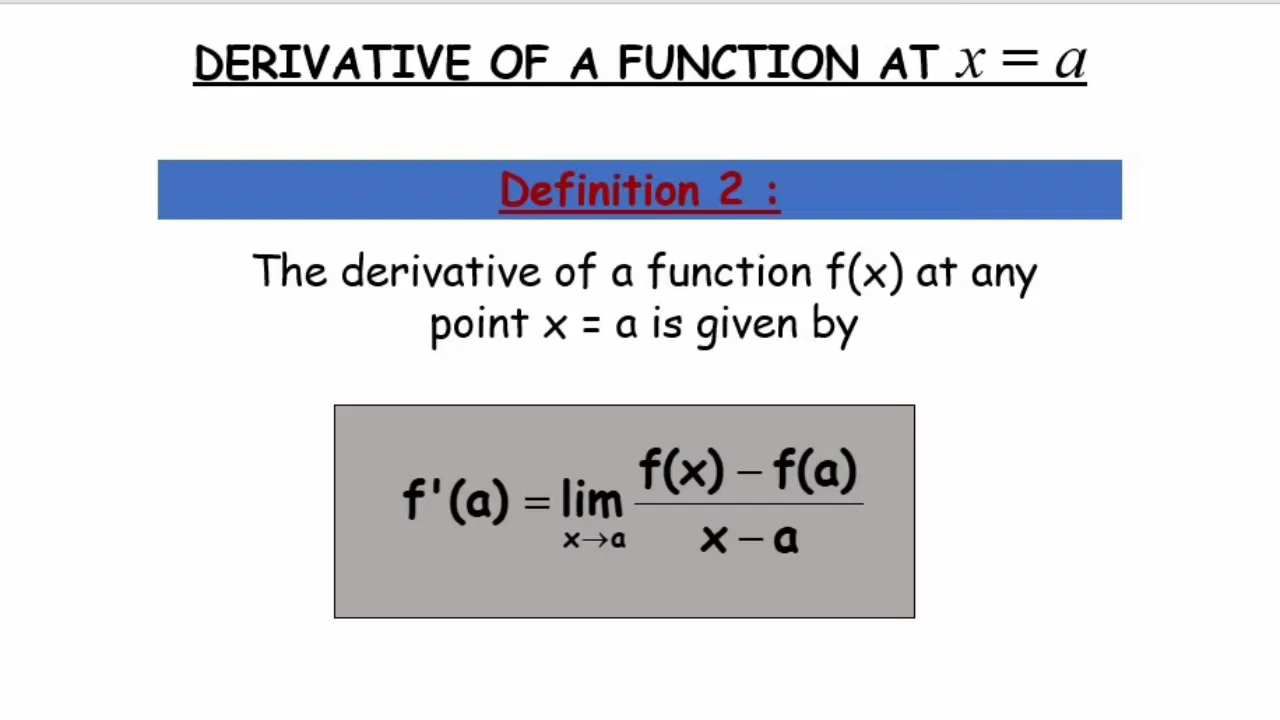 DERIVATIVE OF A FUNCTION AT x = a
Definition 2 :
The derivative of a function f(x) at any
point x = a is given by
f'(a) = lim x→a f(x) − f(a) / x − a